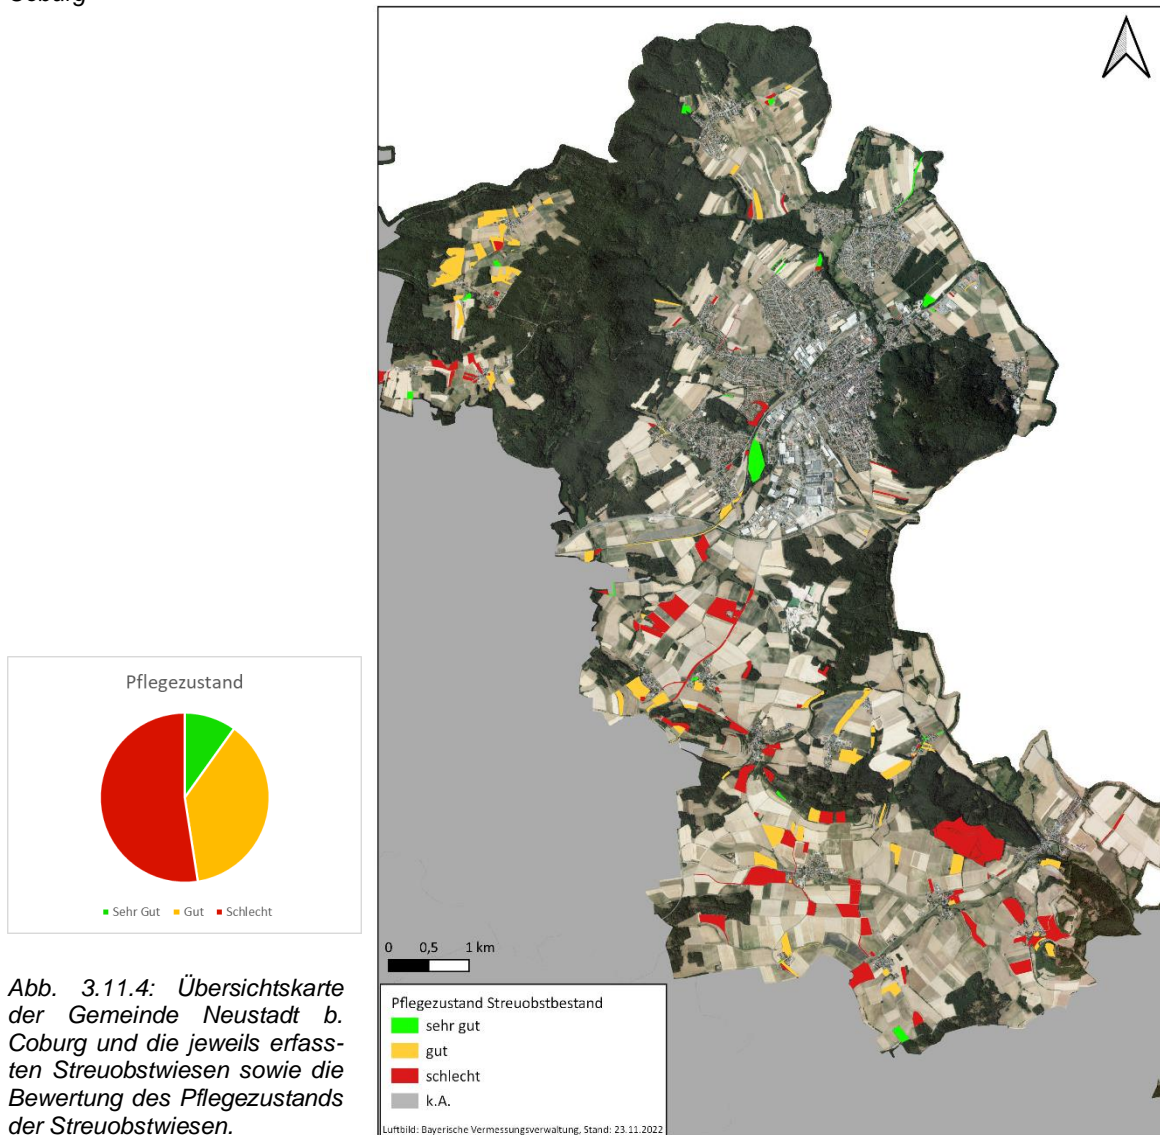 Coburg
Pflegezustand
Sehr Gut Gut Schlecht
Abb. 3.11.4: Übersichtskarte
der Gemeinde Neustadt b.
Coburg und die jeweils erfass-
ten Streuobstwiesen sowie die
Bewertung des Pflegezustands
der Streuobstwiesen.
0 0,5 1 km
Pflegezustand Streuobstbestand
sehr gut
gut
schlecht
k.A.
Luftbild: Bayerische Vermessungsverwaltung, Stand: 23.11.2022